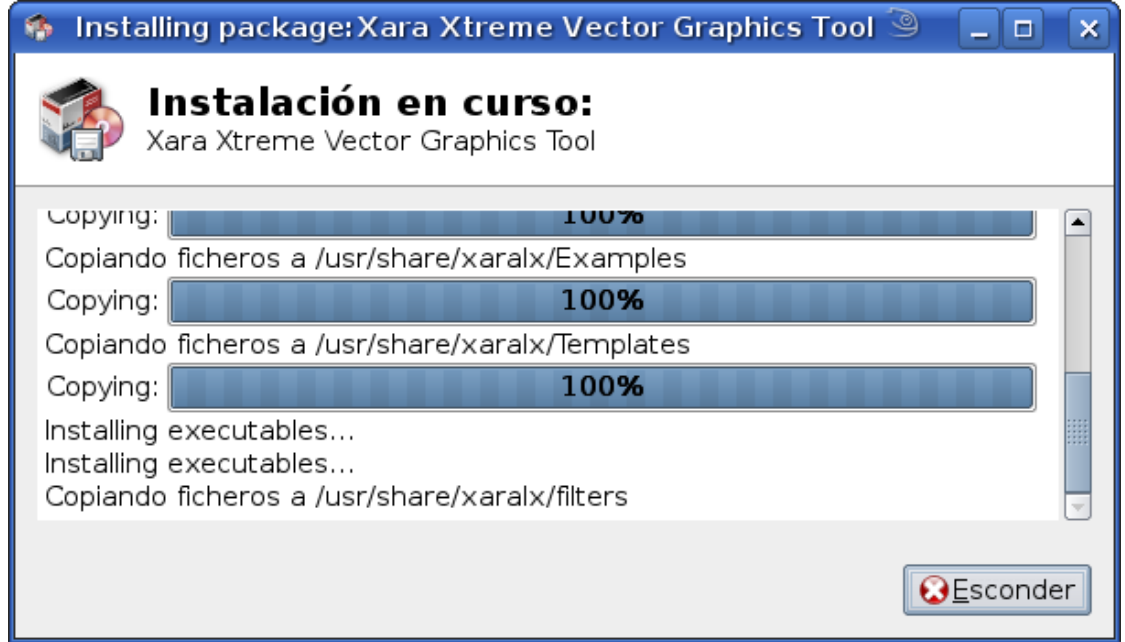 Installing package: Xara Xtreme Vector Graphics Tool
Instalación en curso:
Xara Xtreme Vector Graphics Tool
Copying: 100%
Copiando ficheros a /usr/share/xaralx/Examples
Copying: 100%
Copiando ficheros a /usr/share/xaralx/Templates
Copying: 100%
Installing executables...
Installing executables...
Copiando ficheros a /usr/share/xaralx/filters
Esconder